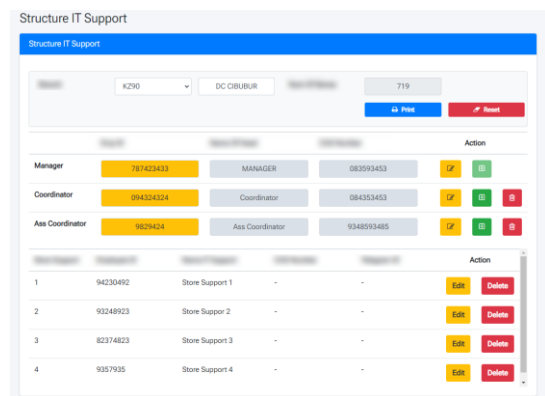 Structure IT Support
Structure IT Support
KZ90 DC CIBUBUR 719
Print Reset
Action
Manager 787423433 MANAGER 083593453
Coordinator 094324324 Coordinator 084353453
Ass Coordinator 9829424 Ass Coordinator 9348593485
Action
1 94230492 Store Support 1 - - Edit Delete
2 93248923 Store Suppor 2 - - Edit Delete
3 82374823 Store Support 3 - - Edit Delete
4 9357935 Store Support 4 - - Edit Delete